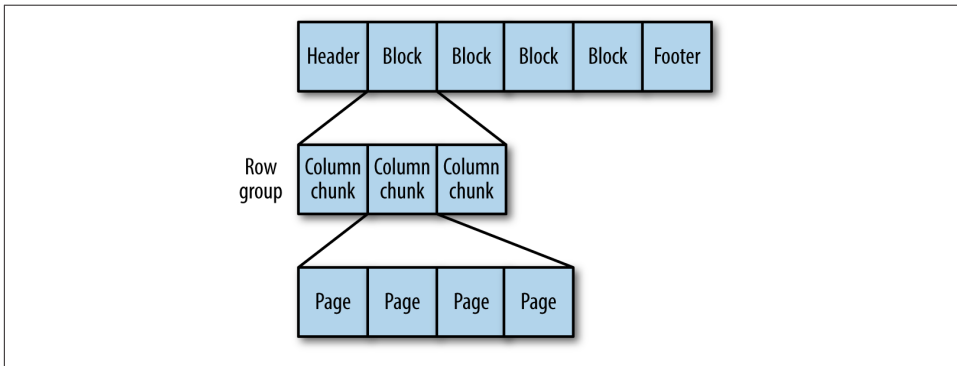 Header Block Block Block Block Footer
Row group
Column chunk Column chunk Column chunk
Page Page Page Page